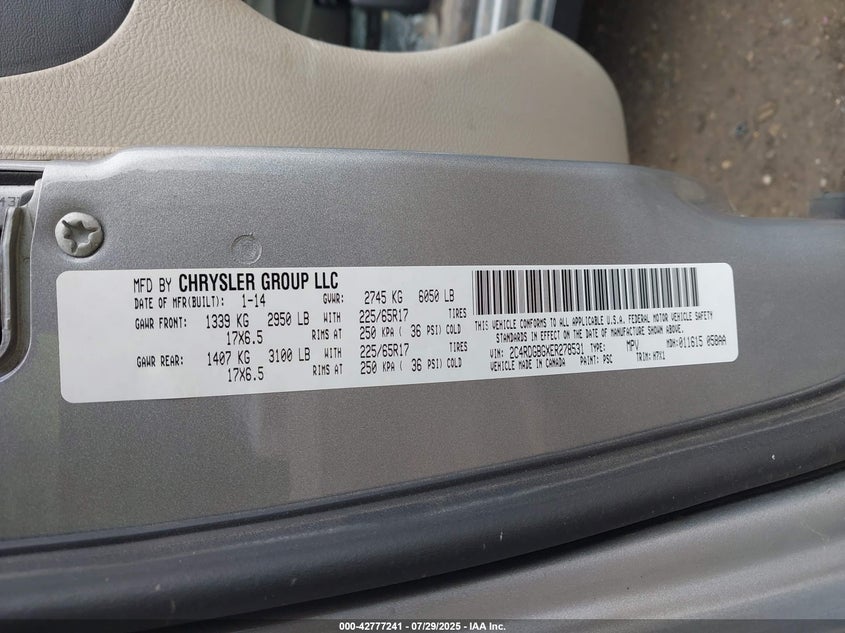 MFD BY CHRYSLER GROUP LLC
DATE OF MFR(BUILT): 1-14 GVWR: 2745 KG 6050 LB
GAWR FRONT: 1339 KG 2950 LB WITH 225/65R17 TIRES
17X6.5 RIMS AT 250 KPA ( 36 PSI) COLD
GAWR REAR: 1407 KG 3100 LB WITH 225/65R17 TIRES
17X6.5 RIMS AT 250 KPA ( 36 PSI) COLD
THIS VEHICLE CONFORMS TO ALL APPLICABLE U.S.A. FEDERAL MOTOR VEHICLE SAFETY
STANDARDS IN EFFECT ON THE DATE OF MANUFACTURE SHOWN ABOVE
VIN: 2C4RDGBGXER278531 TYPE: MPV MDH: 011615 058AA
VEHICLE MADE IN CANADA PAINT: PSC TRIM: H7X1
000-42777241 | 07/29/2025 | IAA Inc.